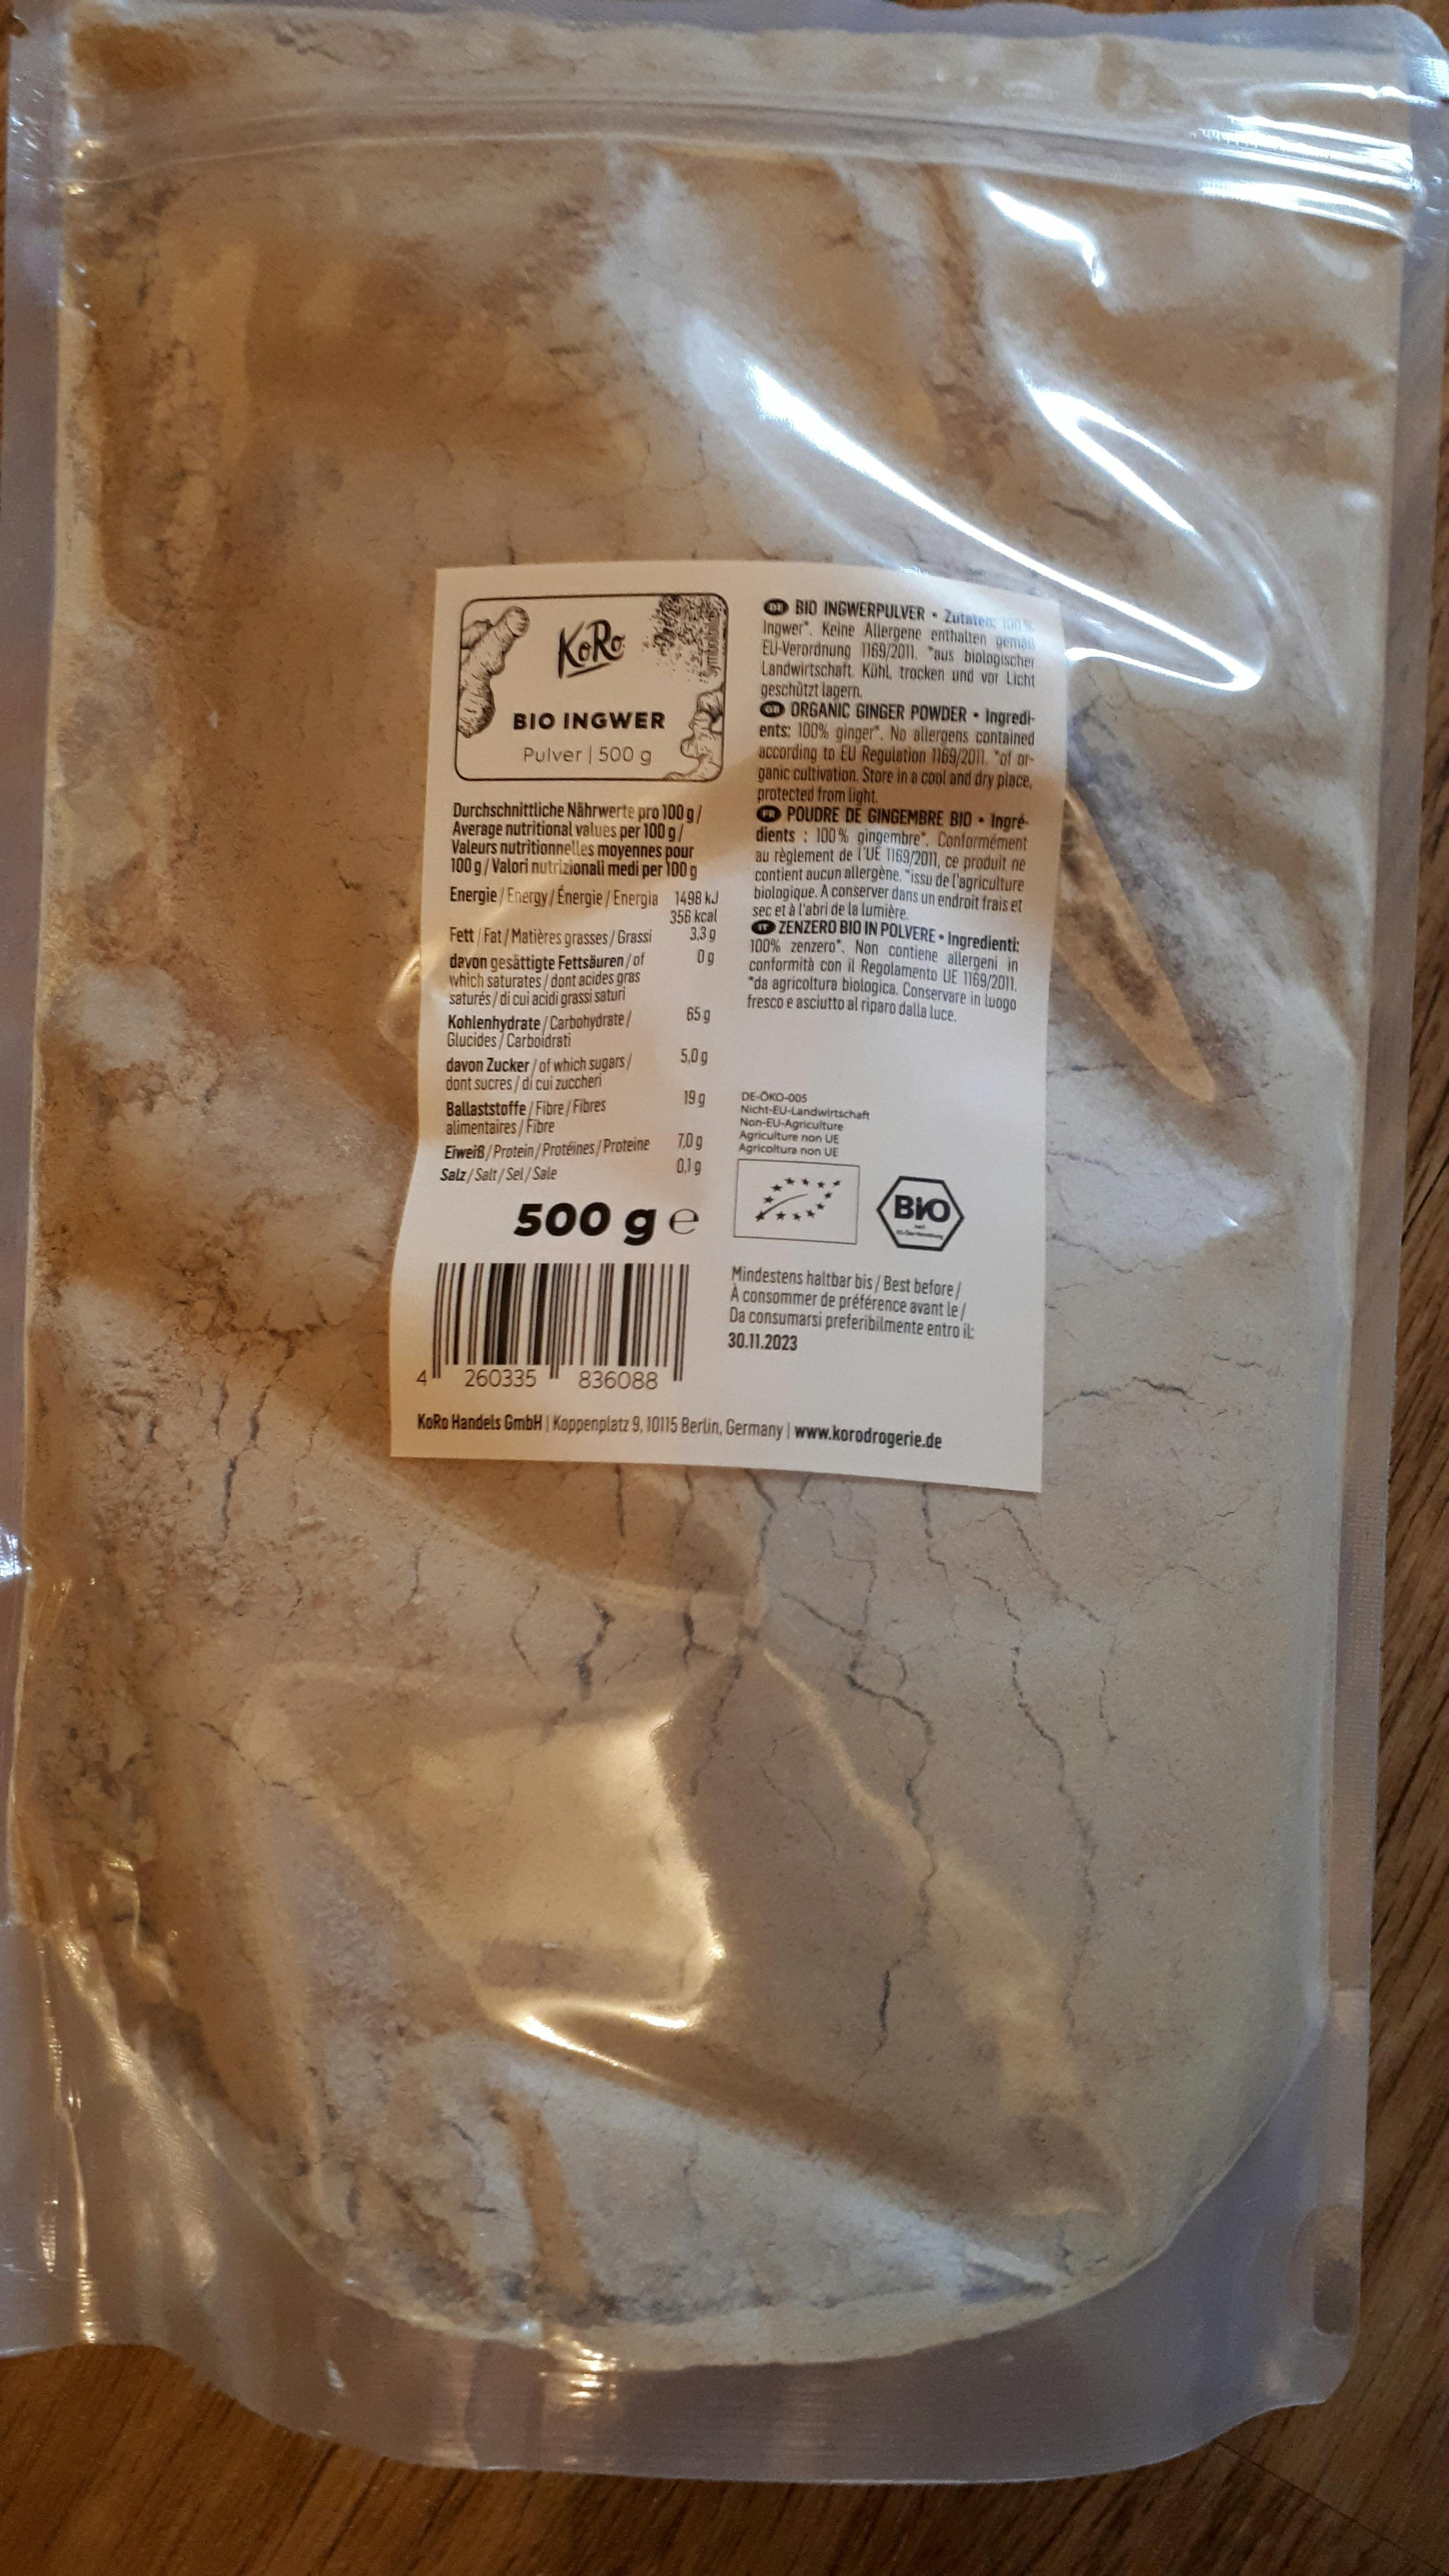 KoRo
Symbolbild
BIO INGWER
Pulver | 500 g
Durchschnittliche Nährwerte pro 100 g /
Average nutritional values per 100 g /
Valeurs nutritionnelles moyennes pour
100 g / Valori nutrizionali medi per 100 g
Energie / Energy / Énergie / Energia 1498 kJ
356 kcal
Fett / Fat / Matières grasses / Grassi 3,3 g
davon gesättigte Fettsäuren / of 0 g
which saturates / dont acides gras
saturés / di cui acidi grassi saturi
Kohlenhydrate / Carbohydrate / 65 g
Glucides / Carboidrati
davon Zucker / of which sugars / 5,0 g
dont sucres / di cui zuccheri
Ballaststoffe / Fibre / Fibres 19 g
alimentaires / Fibre
Eiweiß / Protein / Protéines / Proteine 7,0 g
Salz / Salt / Sel / Sale 0,1 g
500 g e
4 260335 836088
DE BIO INGWERPULVER • Zutaten: 100 %
Ingwer*. Keine Allergene enthalten gemäß
EU-Verordnung 1169/2011. *aus biologischer
Landwirtschaft. Kühl, trocken und vor Licht
geschützt lagern.
GB ORGANIC GINGER POWDER • Ingredi-
ents: 100% ginger*. No allergens contained
according to EU Regulation 1169/2011. *of or-
ganic cultivation. Store in a cool and dry place,
protected from light.
FR POUDRE DE GINGEMBRE BIO • Ingré-
dients : 100 % gingembre*. Conformément
au règlement de l'UE 1169/2011, ce produit ne
contient aucun allergène. *issu de l'agriculture
biologique. A conserver dans un endroit frais et
sec et à l'abri de la lumière.
IT ZENZERO BIO IN POLVERE • Ingredienti:
100% zenzero*. Non contiene allergeni in
conformità con il Regolamento UE 1169/2011.
*da agricoltura biologica. Conservare in luogo
fresco e asciutto al riparo dalla luce.
DE-ÖKO-005
Nicht-EU-Landwirtschaft
Non-EU-Agriculture
Agriculture non UE
Agricoltura non UE
BIO
Mindestens haltbar bis / Best before /
À consommer de préférence avant le /
Da consumarsi preferibilmente entro il:
30.11.2023
KoRo Handels GmbH | Koppenplatz 9, 10115 Berlin, Germany | www.korodrogerie.de